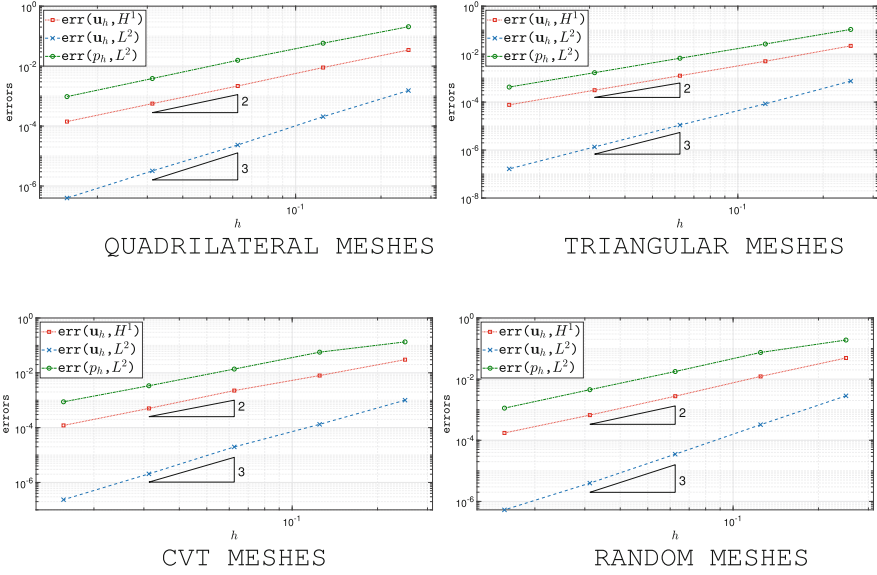 10^0
10^-2
10^-4
10^-6
errors
err(u_h, H^1)
err(u_h, L^2)
err(p_h, L^2)
2
3
10^-1
h
QUADRILATERAL MESHES
10^0
10^-2
10^-4
10^-6
10^-8
errors
err(u_h, H^1)
err(u_h, L^2)
err(p_h, L^2)
2
3
10^-1
h
TRIANGULAR MESHES
10^0
10^-2
10^-4
10^-6
errors
err(u_h, H^1)
err(u_h, L^2)
err(p_h, L^2)
2
3
10^-1
h
CVT MESHES
10^0
10^-2
10^-4
10^-6
errors
err(u_h, H^1)
err(u_h, L^2)
err(p_h, L^2)
2
3
10^-1
h
RANDOM MESHES